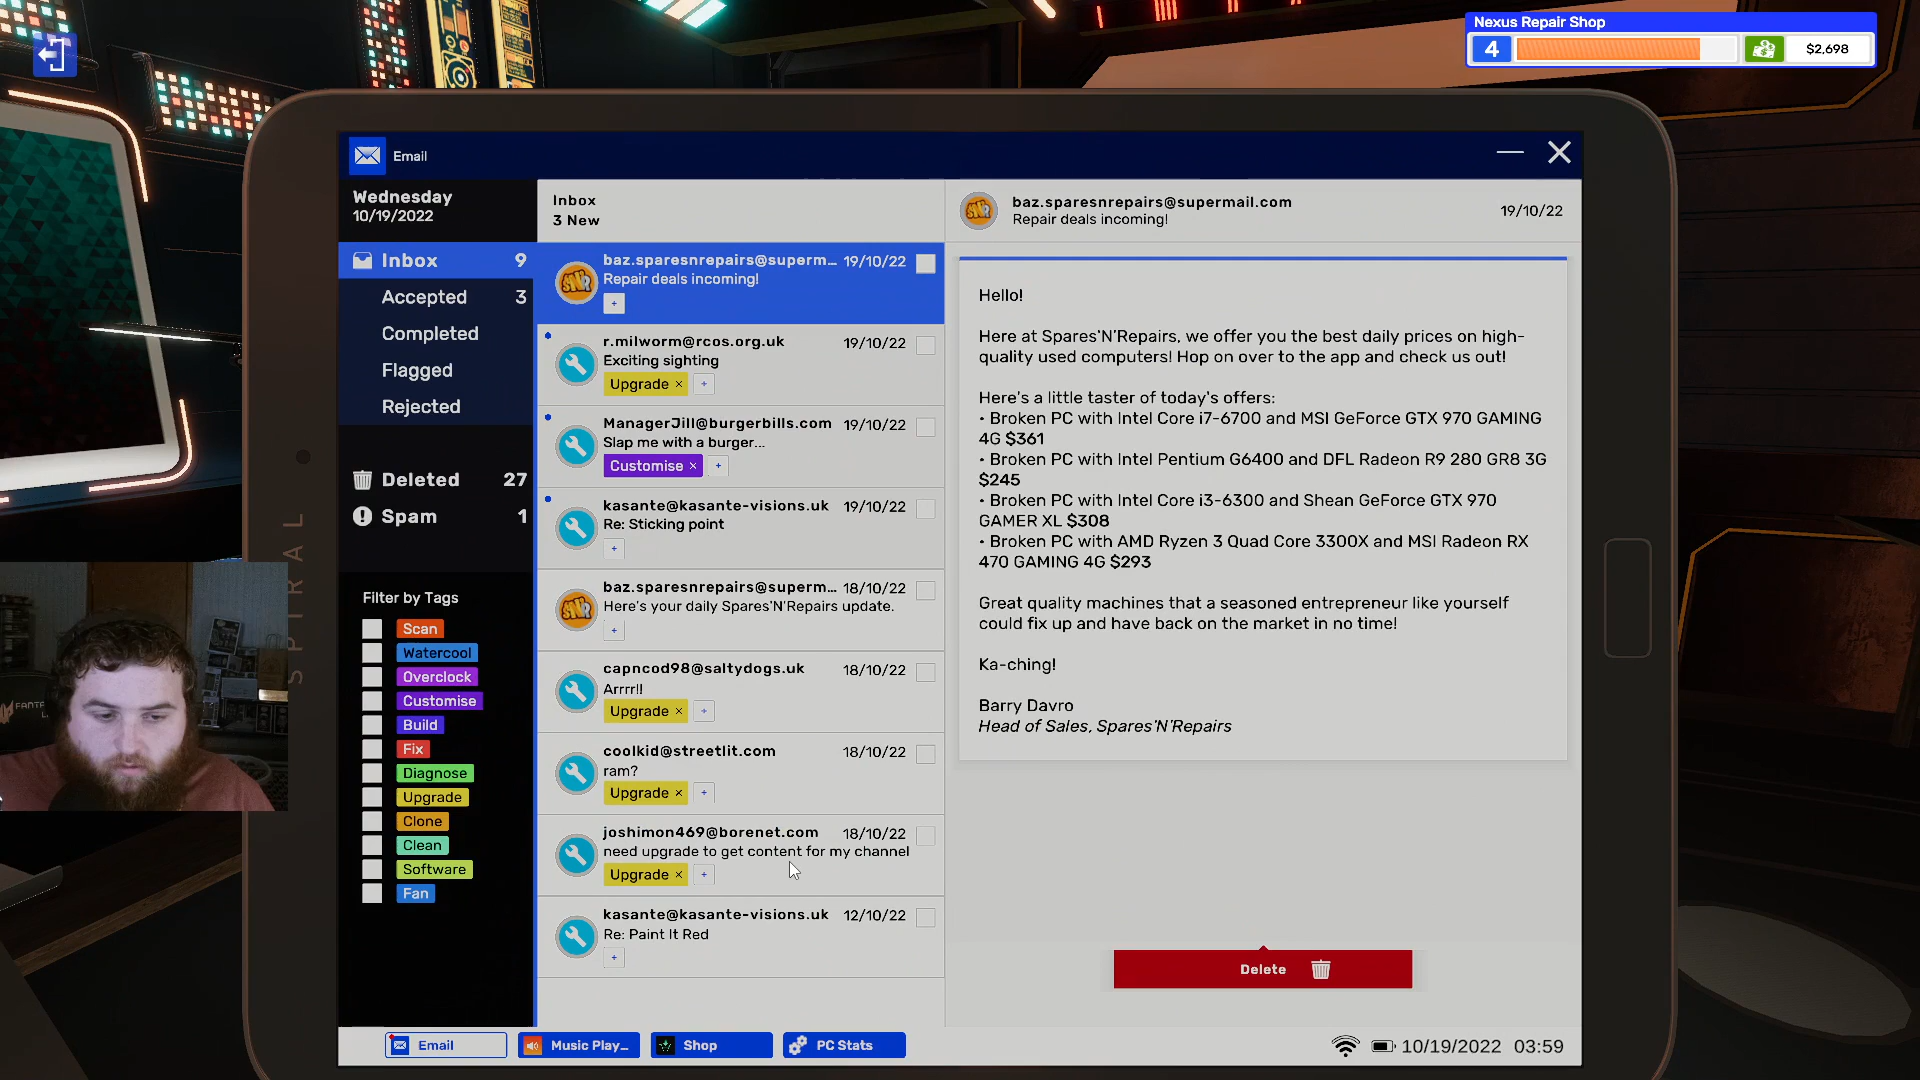 Nexus Repair Shop
4
$2,698
Email
Wednesday
10/19/2022
Inbox 9
Accepted 3
Completed
Flagged
Rejected
Deleted 27
Spam 1
Filter by Tags
Scan
Watercool
Overclock
Customise
Build
Fix
Diagnose
Upgrade
Clone
Clean
Software
Fan
Inbox
3 New
SNR
baz.sparesnrepairs@superm... 19/10/22
Repair deals incoming!
+
r.milworm@rcos.org.uk 19/10/22
Exciting sighting
Upgrade × +
ManagerJill@burgerbills.com 19/10/22
Slap me with a burger...
Customise × +
kasante@kasante-visions.uk 19/10/22
Re: Sticking point
+
SNR
baz.sparesnrepairs@superm... 18/10/22
Here's your daily Spares'N'Repairs update.
+
capncod98@saltydogs.uk 18/10/22
Arrrr!!
Upgrade × +
coolkid@streetlit.com 18/10/22
ram?
Upgrade × +
joshimon469@borenet.com 18/10/22
need upgrade to get content for my channel
Upgrade × +
kasante@kasante-visions.uk 12/10/22
Re: Paint It Red
+
SNR
baz.sparesnrepairs@supermail.com
Repair deals incoming!
19/10/22
Hello!
Here at Spares'N'Repairs, we offer you the best daily prices on high-
quality used computers! Hop on over to the app and check us out!
Here's a little taster of today's offers:
• Broken PC with Intel Core i7-6700 and MSI GeForce GTX 970 GAMING
4G $361
• Broken PC with Intel Pentium G6400 and DFL Radeon R9 280 GR8 3G
$245
• Broken PC with Intel Core i3-6300 and Shean GeForce GTX 970
GAMER XL $308
• Broken PC with AMD Ryzen 3 Quad Core 3300X and MSI Radeon RX
470 GAMING 4G $293
Great quality machines that a seasoned entrepreneur like yourself
could fix up and have back on the market in no time!
Ka-ching!
Barry Davro
Head of Sales, Spares'N'Repairs
Delete
Email
Music Play...
Shop
PC Stats
10/19/2022 03:59
SPIRAL